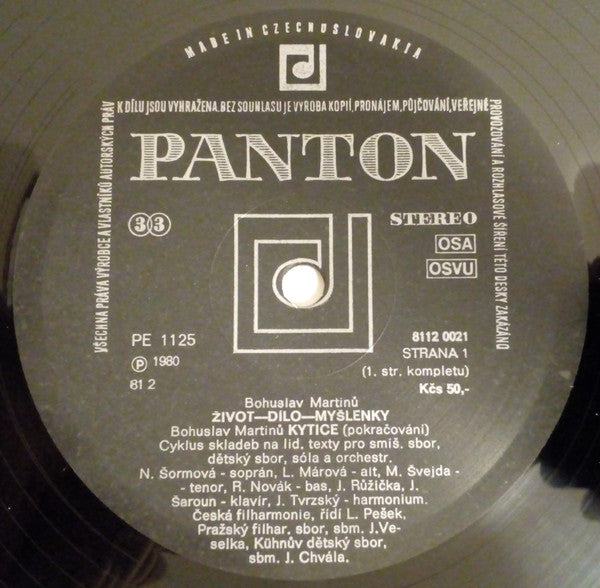 MADE IN CZECHOSLOVAKIA
VŠECHNA PRÁVA VÝROBCE A VLASTNÍKŮ AUTORSKÝCH PRÁV
K DÍLU JSOU VYHRAŽENA. BEZ SOUHLASU JE VÝROBA KOPIÍ, PRONÁJEM, PŮJČOVÁNÍ, VEŘEJNÉ
PROVOZOVÁNÍ A ROZHLASOVÉ ŠÍŘENÍ TÉTO DESKY ZAKÁZÁNO
PANTON
33
STEREO
OSA
OSVU
PE 1125
Ⓟ 1980
81 2
8112 0021
STRANA 1
(1. str. kompletu)
Kčs 50,-
Bohuslav Martinů
ŽIVOT—DÍLO—MYŠLENKY
Bohuslav Martinů KYTICE (pokračování)
Cyklus skladeb na lid. texty pro smíš. sbor,
dětský sbor, sóla a orchestr.
N. Šormová - soprán, L. Márová - alt, M. Švejda -
- tenor, R. Novák - bas, J. Růžička, J.
Šaroun - klavír, J. Tvrzský - harmonium.
Česká filharmonie, řídí L. Pešek,
Pražský filhar. sbor, sbm. J.Ve-
selka, Kühnův dětský sbor,
sbm. J. Chvála.